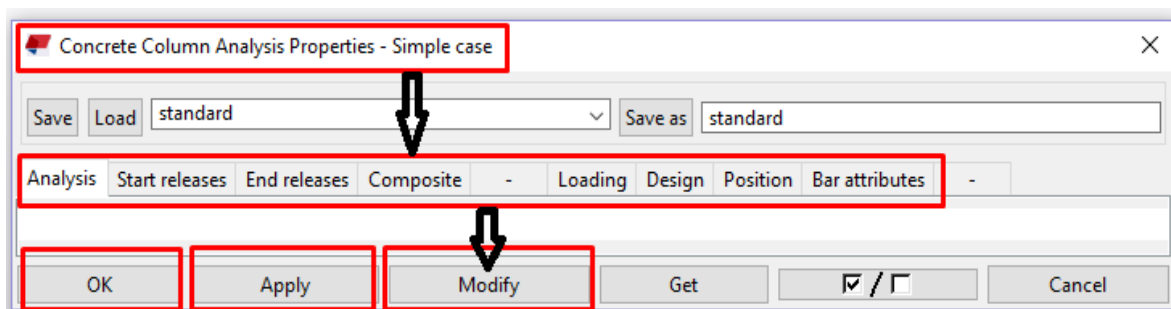 Concrete Column Analysis Properties - Simple case
Save Load standard Save as standard
Analysis Start releases End releases Composite - Loading Design Position Bar attributes -
OK Apply Modify Get / Cancel